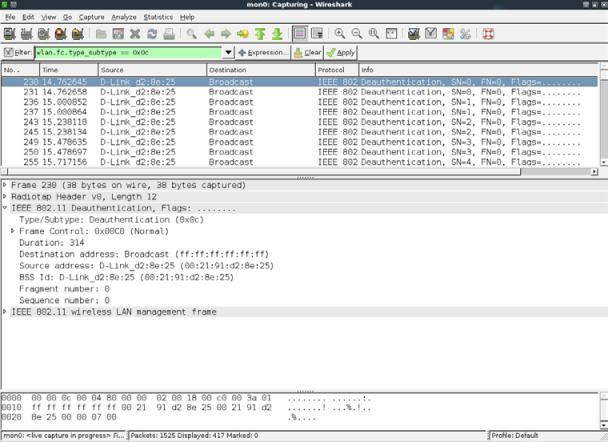 mon0: Capturing - Wireshark
File Edit View Go Capture Analyze Statistics Help
Filter: wlan.fc.type_subtype == 0x0c Expression... Clear Apply
No. . Time Source Destination Protocol Info
230 14.762645 D-Link_d2:8e:25 Broadcast IEEE 802 Deauthentication, SN=0, FN=0, Flags=........
231 14.762658 D-Link_d2:8e:25 Broadcast IEEE 802 Deauthentication, SN=0, FN=0, Flags=........
236 15.000852 D-Link_d2:8e:25 Broadcast IEEE 802 Deauthentication, SN=1, FN=0, Flags=........
237 15.000864 D-Link_d2:8e:25 Broadcast IEEE 802 Deauthentication, SN=1, FN=0, Flags=........
243 15.238118 D-Link_d2:8e:25 Broadcast IEEE 802 Deauthentication, SN=2, FN=0, Flags=........
245 15.238134 D-Link_d2:8e:25 Broadcast IEEE 802 Deauthentication, SN=2, FN=0, Flags=........
249 15.478635 D-Link_d2:8e:25 Broadcast IEEE 802 Deauthentication, SN=3, FN=0, Flags=........
250 15.478697 D-Link_d2:8e:25 Broadcast IEEE 802 Deauthentication, SN=3, FN=0, Flags=........
255 15.717156 D-Link_d2:8e:25 Broadcast IEEE 802 Deauthentication, SN=4, FN=0, Flags=........
Frame 230 (38 bytes on wire, 38 bytes captured)
Radiotap Header v0, Length 12
IEEE 802.11 Deauthentication, Flags: ........
Type/Subtype: Deauthentication (0x0c)
Frame Control: 0x00C0 (Normal)
Duration: 314
Destination address: Broadcast (ff:ff:ff:ff:ff:ff)
Source address: D-Link_d2:8e:25 (00:21:91:d2:8e:25)
BSS Id: D-Link_d2:8e:25 (00:21:91:d2:8e:25)
Fragment number: 0
Sequence number: 0
IEEE 802.11 wireless LAN management frame
0000 00 00 0c 00 04 80 00 00 02 00 18 00 c0 00 3a 01 ........ ......:.
0010 ff ff ff ff ff ff 00 21 91 d2 8e 25 00 21 91 d2 .......! ...%.!..
0020 8e 25 00 00 07 00 .%....
mon0: <live capture in progress> Fi... Packets: 1525 Displayed: 417 Marked: 0 Profile: Default